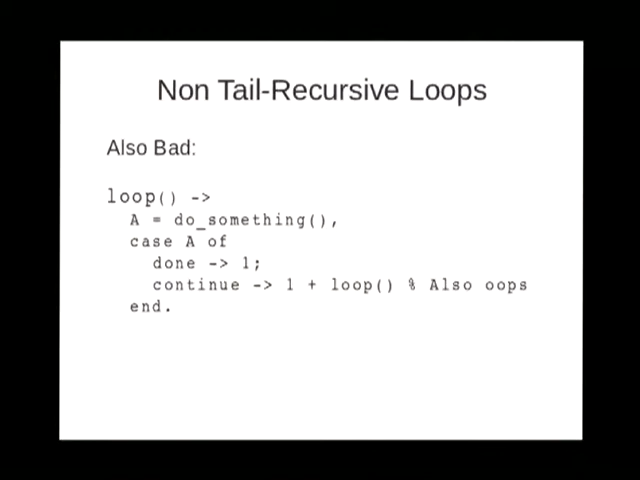 Non Tail-Recursive Loops
Also Bad:
loop() ->
A = do_something(),
case A of
done -> 1;
continue -> 1 + loop() % Also oops
end.